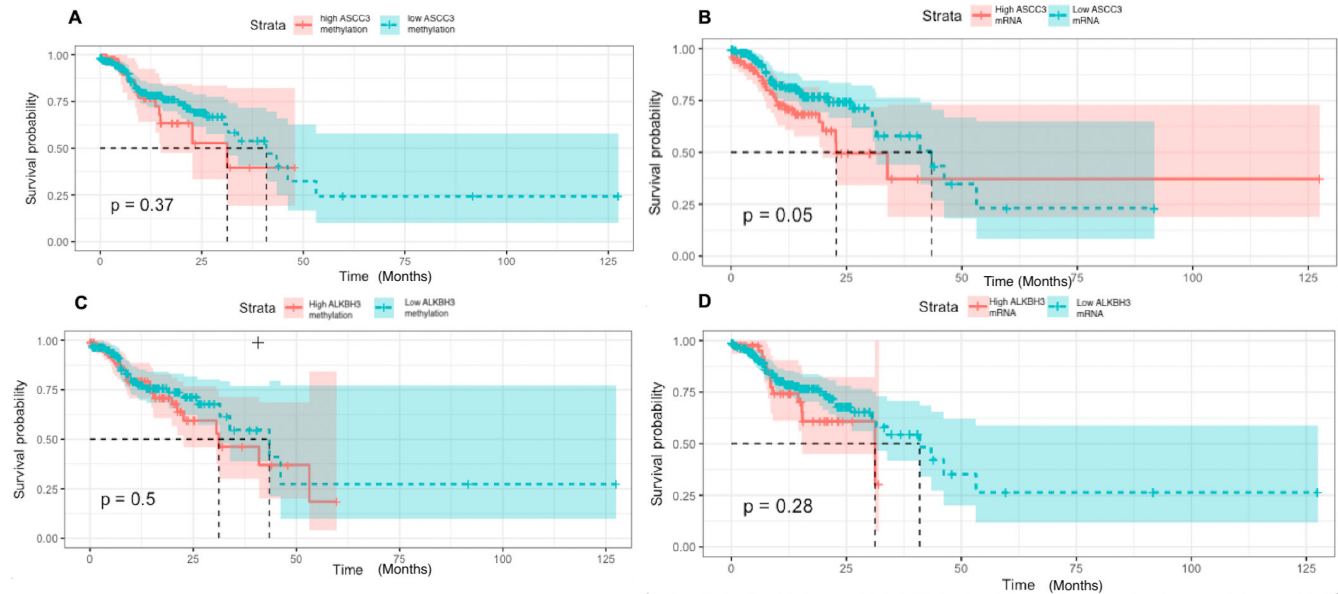 A
Strata
high ASCC3
methylation
low ASCC3
methylation
Survival probability
1.00
0.75
0.50
0.25
0.00
p = 0.37
0
25
50
75
100
125
Time (Months)
B
Strata
High ASCC3
mRNA
Low ASCC3
mRNA
Survival probability
1.00
0.75
0.50
0.25
0.00
p = 0.05
0
25
50
75
100
125
Time (Months)
C
Strata
High ALKBH3
methylation
Low ALKBH3
methylation
Survival probability
1.00
0.75
0.50
0.25
0.00
p = 0.5
0
25
50
75
100
125
Time (Months)
D
Strata
High ALKBH3
mRNA
Low ALKBH3
mRNA
Survival probability
1.00
0.75
0.50
0.25
0.00
p = 0.28
0
25
50
75
100
125
Time (Months)